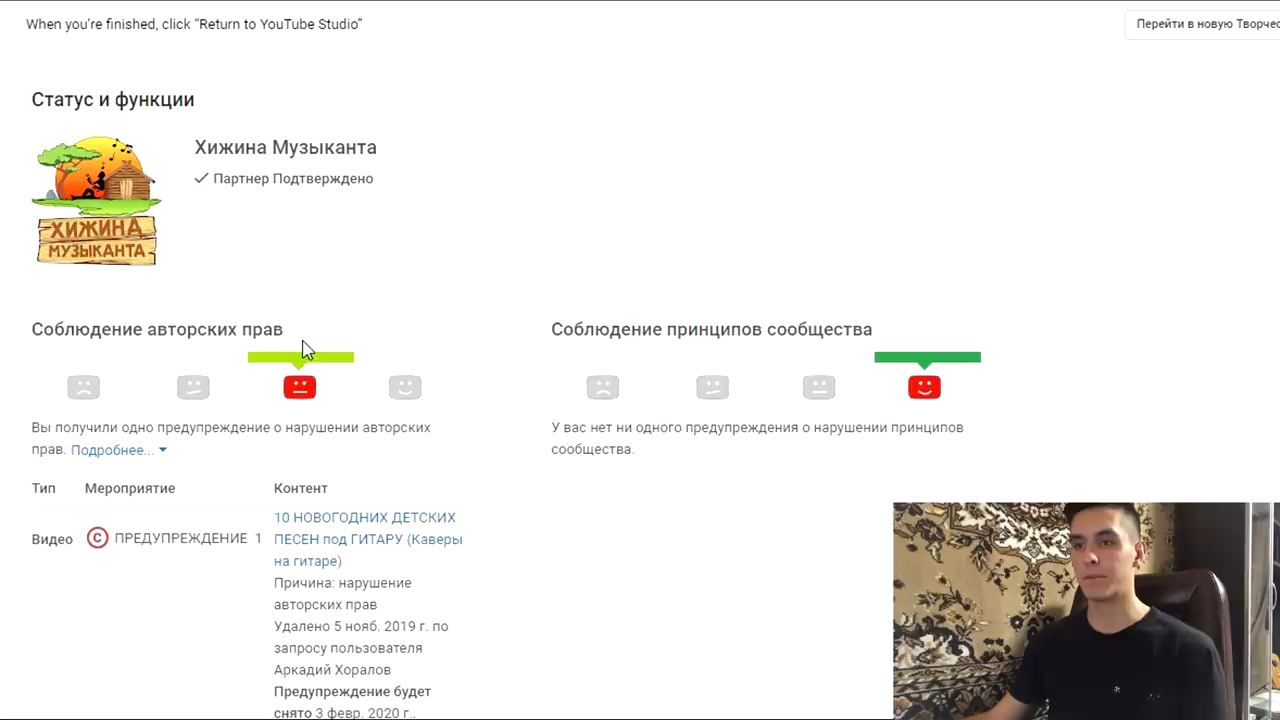 When you're finished, click “Return to YouTube Studio”
Перейти в новую Творчес
Статус и функции
ХИЖИНА
МУЗЫКАНТА
Хижина Музыканта
Партнер Подтверждено
Соблюдение авторских прав
Вы получили одно предупреждение о нарушении авторских
прав. Подробнее...
Тип Мероприятие Контент
Видео © ПРЕДУПРЕЖДЕНИЕ 1
10 НОВОГОДНИХ ДЕТСКИХ
ПЕСЕН под ГИТАРУ (Каверы
на гитаре)
Причина: нарушение
авторских прав
Удалено 5 нояб. 2019 г. по
запросу пользователя
Аркадий Хоралов
Предупреждение будет
снято 3 февр. 2020 г..
Соблюдение принципов сообщества
У вас нет ни одного предупреждения о нарушении принципов
сообщества.